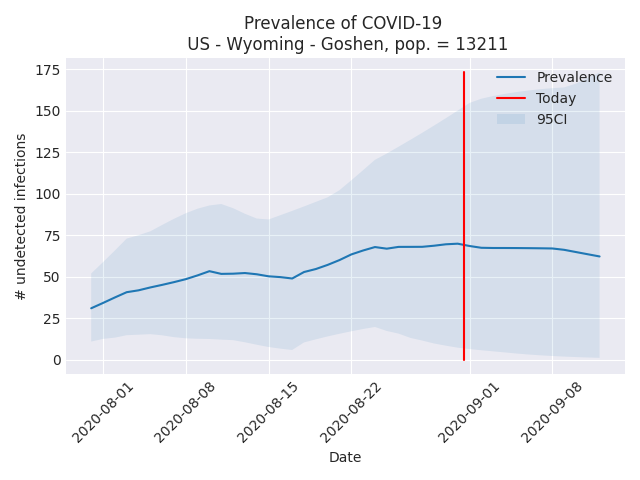 Prevalence of COVID-19
US - Wyoming - Goshen, pop. = 13211
175
150
125
100
75
50
25
0
# undetected infections
Prevalence
Today
95CI
2020-08-01
2020-08-08
2020-08-15
2020-08-22
2020-09-01
2020-09-08
Date